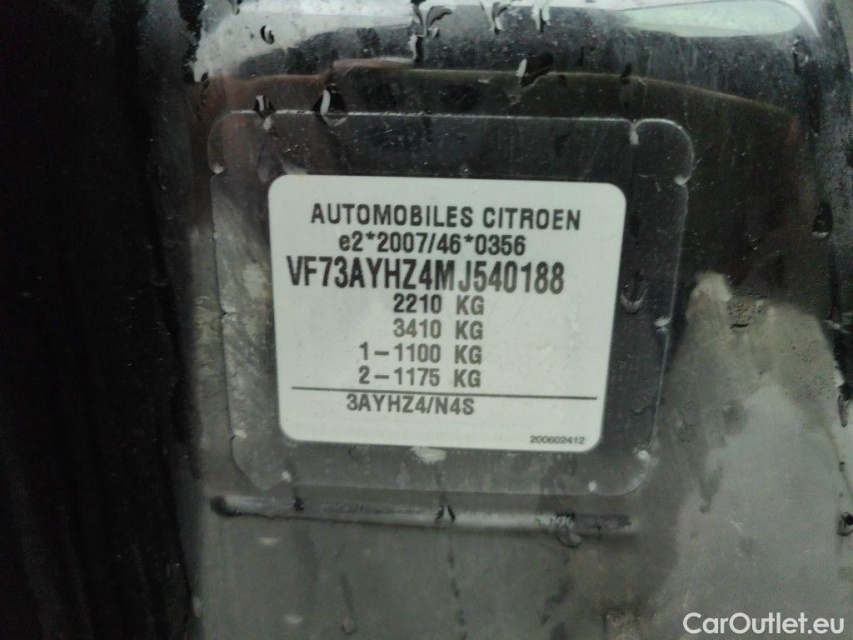 AUTOMOBILES CITROEN
e2*2007/46*0356
VF73AYHZ4MJ540188
2210 KG
3410 KG
1-1100 KG
2-1175 KG
3AYHZ4/N4S
200602412
CarOutlet.eu